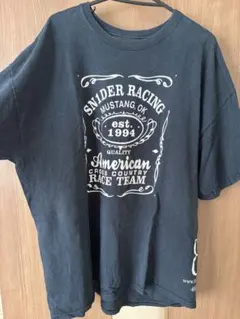 SNIDER RACING
MUSTANG, OK
est.
1994
QUALITY
American
CROSS COUNTRY
RACE TEAM